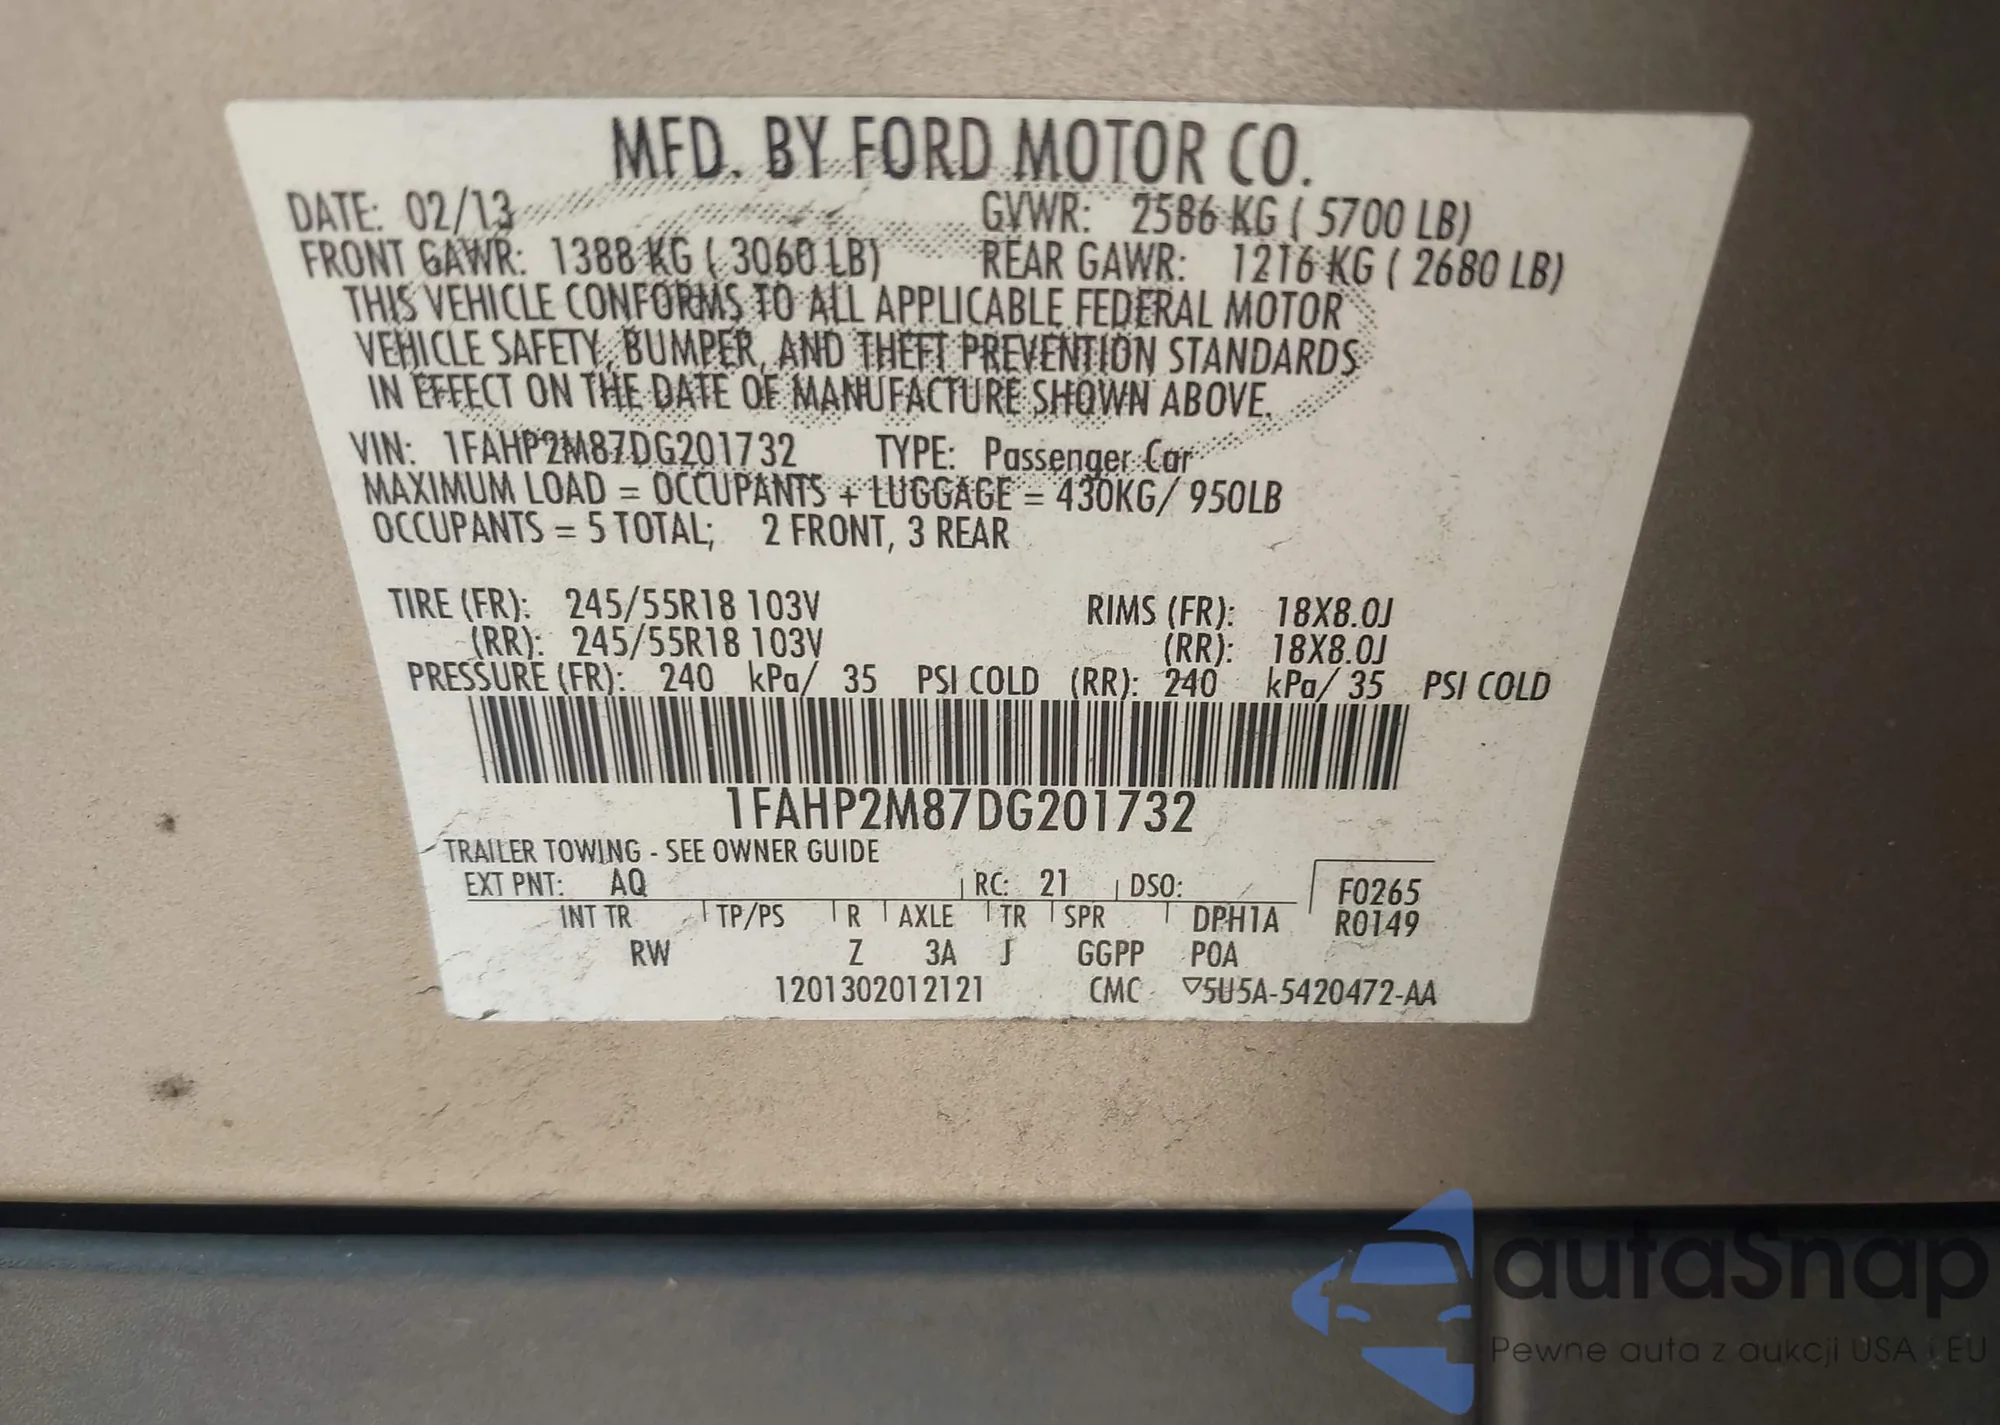 MFD. BY FORD MOTOR CO.
DATE: 02/13 GVWR: 2586 KG ( 5700 LB)
FRONT GAWR: 1388 KG ( 3060 LB) REAR GAWR: 1216 KG ( 2680 LB)
THIS VEHICLE CONFORMS TO ALL APPLICABLE FEDERAL MOTOR
VEHICLE SAFETY, BUMPER, AND THEFT PREVENTION STANDARDS
IN EFFECT ON THE DATE OF MANUFACTURE SHOWN ABOVE.
VIN: 1FAHP2M87DG201732 TYPE: Passenger Car
MAXIMUM LOAD = OCCUPANTS + LUGGAGE = 430KG/ 950LB
OCCUPANTS = 5 TOTAL; 2 FRONT, 3 REAR
TIRE (FR): 245/55R18 103V RIMS (FR): 18X8.0J
(RR): 245/55R18 103V (RR): 18X8.0J
PRESSURE (FR): 240 kPa/ 35 PSI COLD (RR): 240 kPa/ 35 PSI COLD
1FAHP2M87DG201732
TRAILER TOWING - SEE OWNER GUIDE
EXT PNT: AQ RC: 21 DSO: F0265
INT TR TP/PS R AXLE TR SPR DPH1A R0149
RW Z 3A J GGPP POA
1201302012121 CMC ▽5U5A-5420472-AA
autaSnap
Pewne auta z aukcji USA i EU